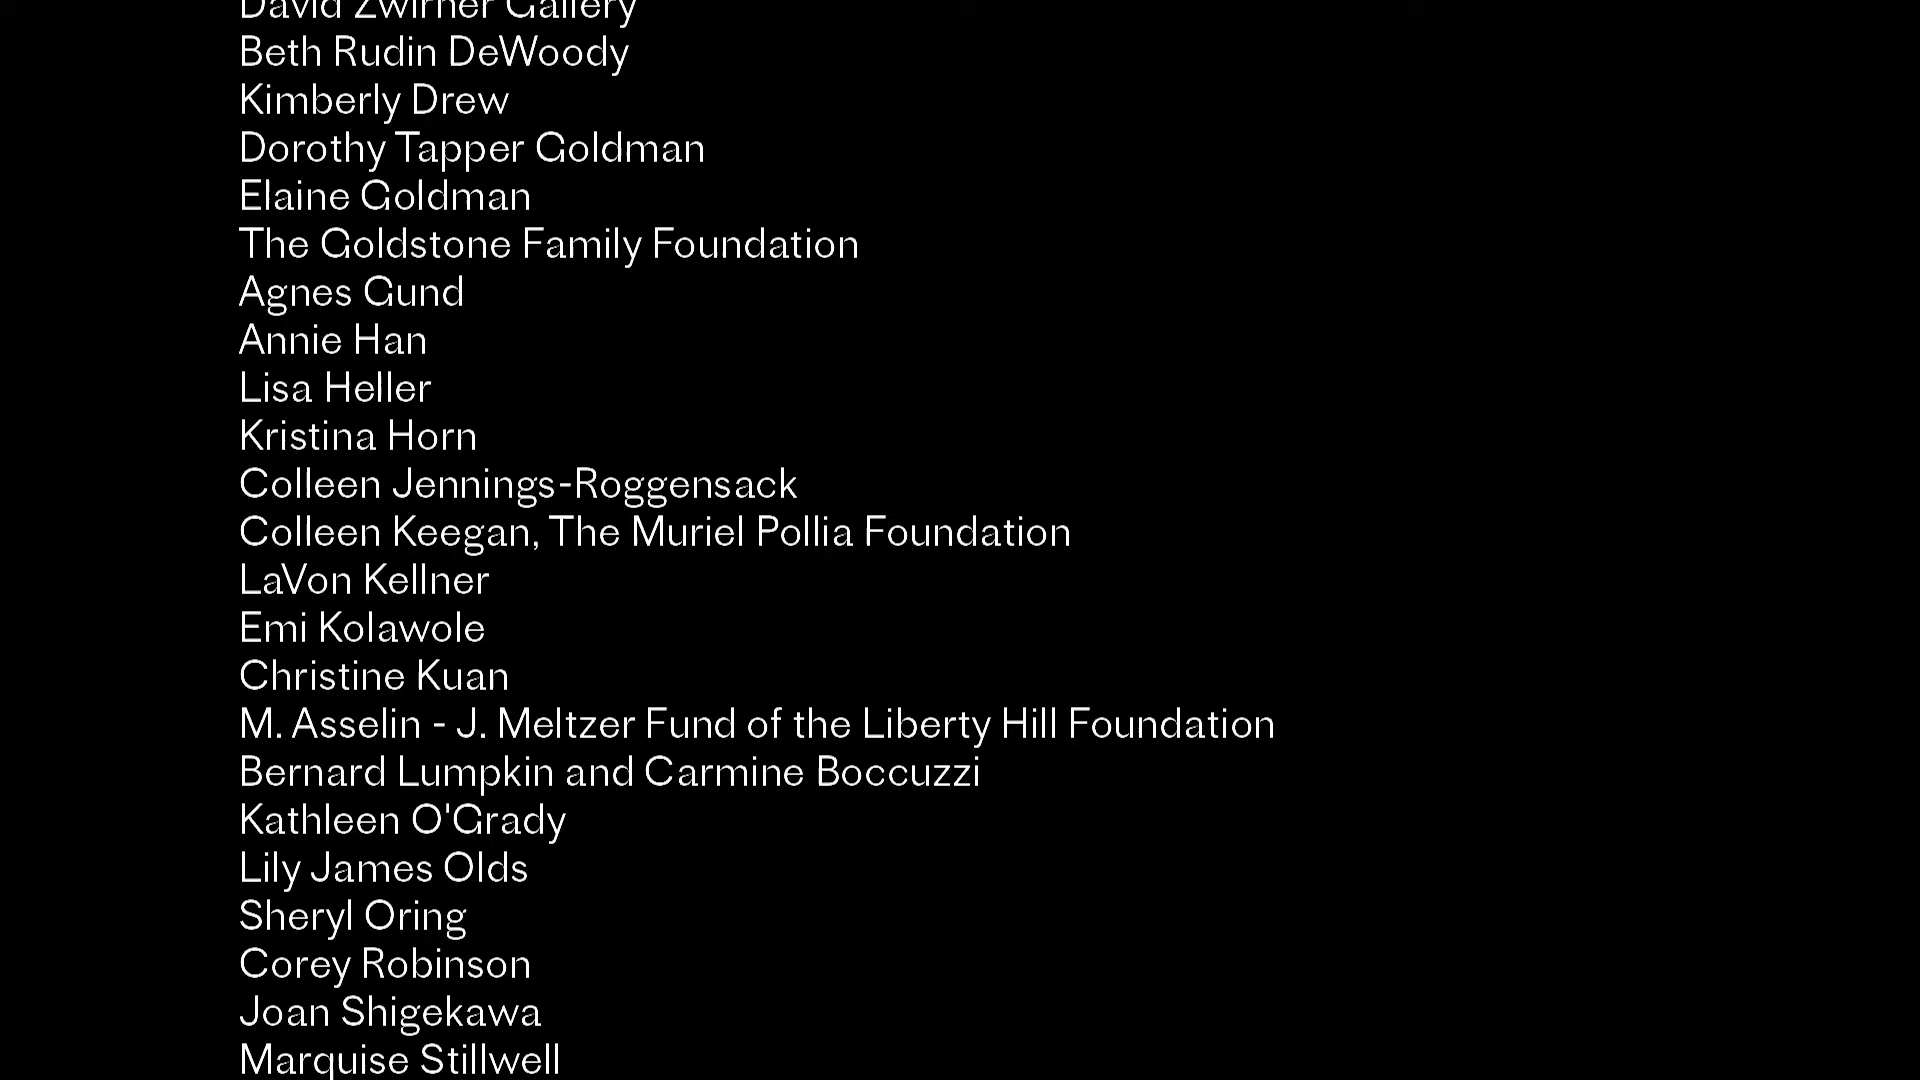 David Zwirner Gallery
Beth Rudin DeWoody
Kimberly Drew
Dorothy Tapper Goldman
Elaine Goldman
The Goldstone Family Foundation
Agnes Gund
Annie Han
Lisa Heller
Kristina Horn
Colleen Jennings-Roggensack
Colleen Keegan, The Muriel Pollia Foundation
LaVon Kellner
Emi Kolawole
Christine Kuan
M. Asselin - J. Meltzer Fund of the Liberty Hill Foundation
Bernard Lumpkin and Carmine Boccuzzi
Kathleen O'Grady
Lily James Olds
Sheryl Oring
Corey Robinson
Joan Shigekawa
Marquise Stillwell